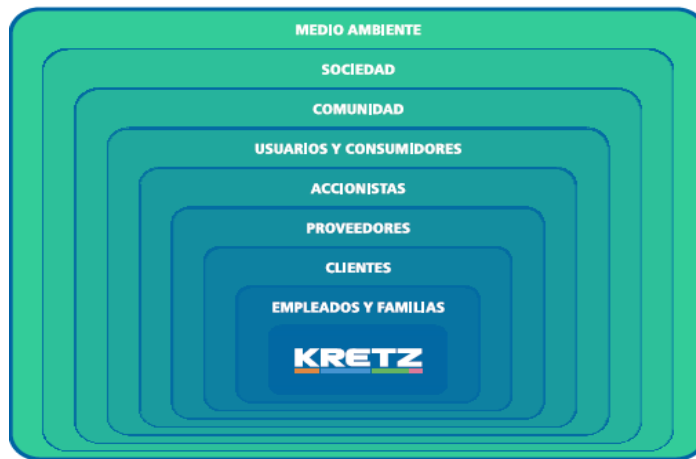 MEDIO AMBIENTE
SOCIEDAD
COMUNIDAD
USUARIOS Y CONSUMIDORES
ACCIONISTAS
PROVEEDORES
CLIENTES
EMPLEADOS Y FAMILIAS
KRETZ